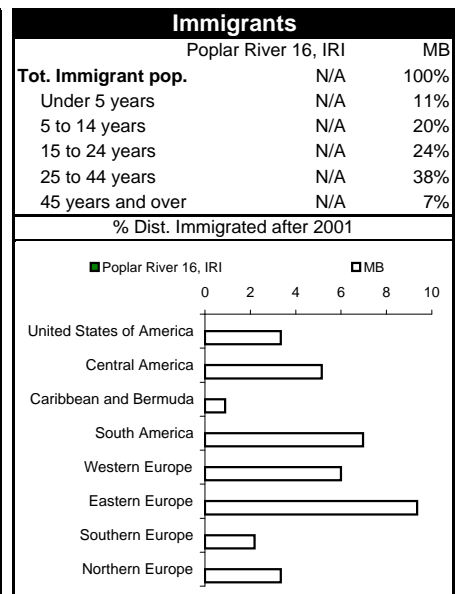 Immigrants
Poplar River 16, IRI MB
Tot. Immigrant pop. N/A 100%
Under 5 years N/A 11%
5 to 14 years N/A 20%
15 to 24 years N/A 24%
25 to 44 years N/A 38%
45 years and over N/A 7%
% Dist. Immigrated after 2001
Poplar River 16, IRI MB
0 2 4 6 8 10
United States of America
Central America
Caribbean and Bermuda
South America
Western Europe
Eastern Europe
Southern Europe
Northern Europe